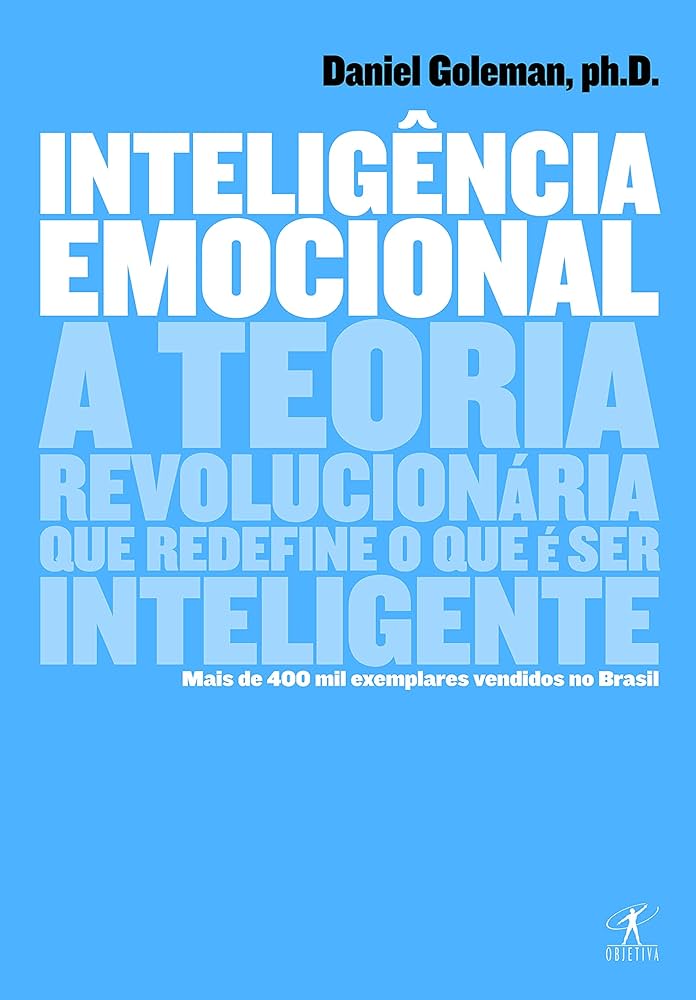 Daniel Goleman, ph.D.
INTELIGÊNCIA
EMOCIONAL
A TEORIA
REVOLUCIONÁRIA
QUE REDEFINE O QUE É SER
INTELIGENTE
Mais de 400 mil exemplares vendidos no Brasil
OBJETIVA